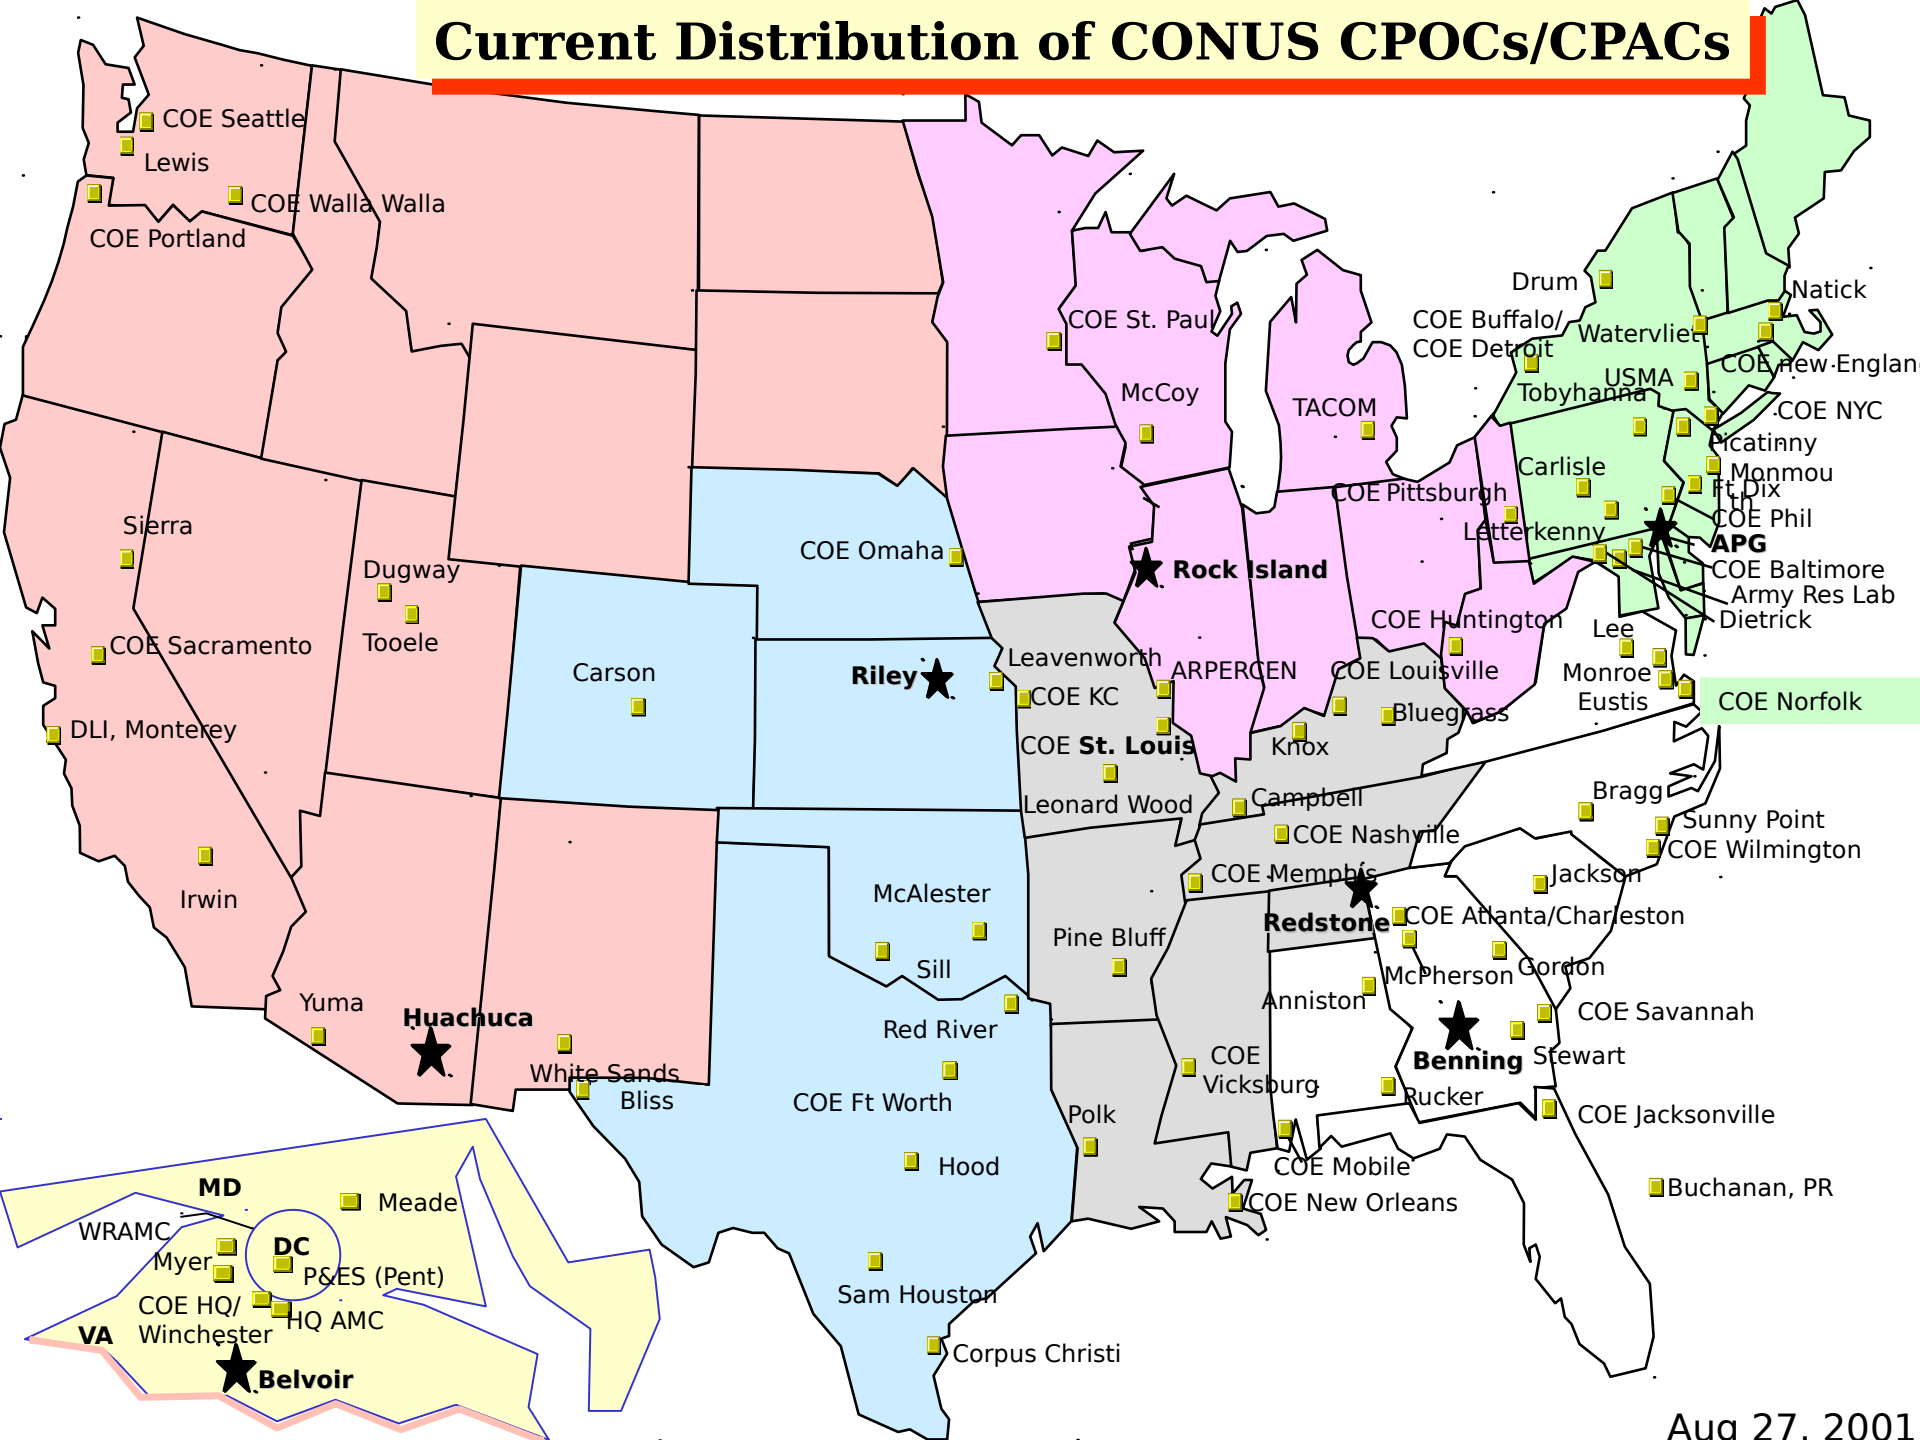 Current Distribution of CONUS CPOCs/CPACs
COE Seattle
Lewis
COE Walla Walla
COE Portland
Sierra
COE Sacramento
DLI, Monterey
Irwin
Dugway
Tooele
Yuma
Huachuca
White Sands
Bliss
Carson
COE Omaha
Riley
Leavenworth
COE KC
McAlester
Sill
Red River
COE Ft Worth
Hood
Sam Houston
Corpus Christi
COE St. Paul
McCoy
TACOM
Rock Island
ARPERCEN
COE St. Louis
Leonard Wood
COE Pittsburgh
COE Huntington
COE Louisville
Bluegrass
Knox
Campbell
COE Nashville
COE Memphis
Redstone
Pine Bluff
Polk
COE
Vicksburg
COE Mobile
COE New Orleans
Anniston
Rucker
COE Atlanta/Charleston
McPherson
Gordon
Benning
Stewart
COE Savannah
COE Jacksonville
Buchanan, PR
Jackson
Bragg
Sunny Point
COE Wilmington
Drum
Natick
COE Buffalo/
COE Detroit
Watervliet
COE new England
USMA
Tobyhanna
COE NYC
Picatinny
Carlisle
Monmou
th
Ft Dix
COE Phil
Letterkenny
APG
COE Baltimore
Army Res Lab
Dietrick
Lee
Monroe
Eustis
COE Norfolk
MD
Meade
WRAMC
Myer
DC
P&ES (Pent)
COE HQ/
Winchester
HQ AMC
VA
Belvoir
Aug 27, 2001